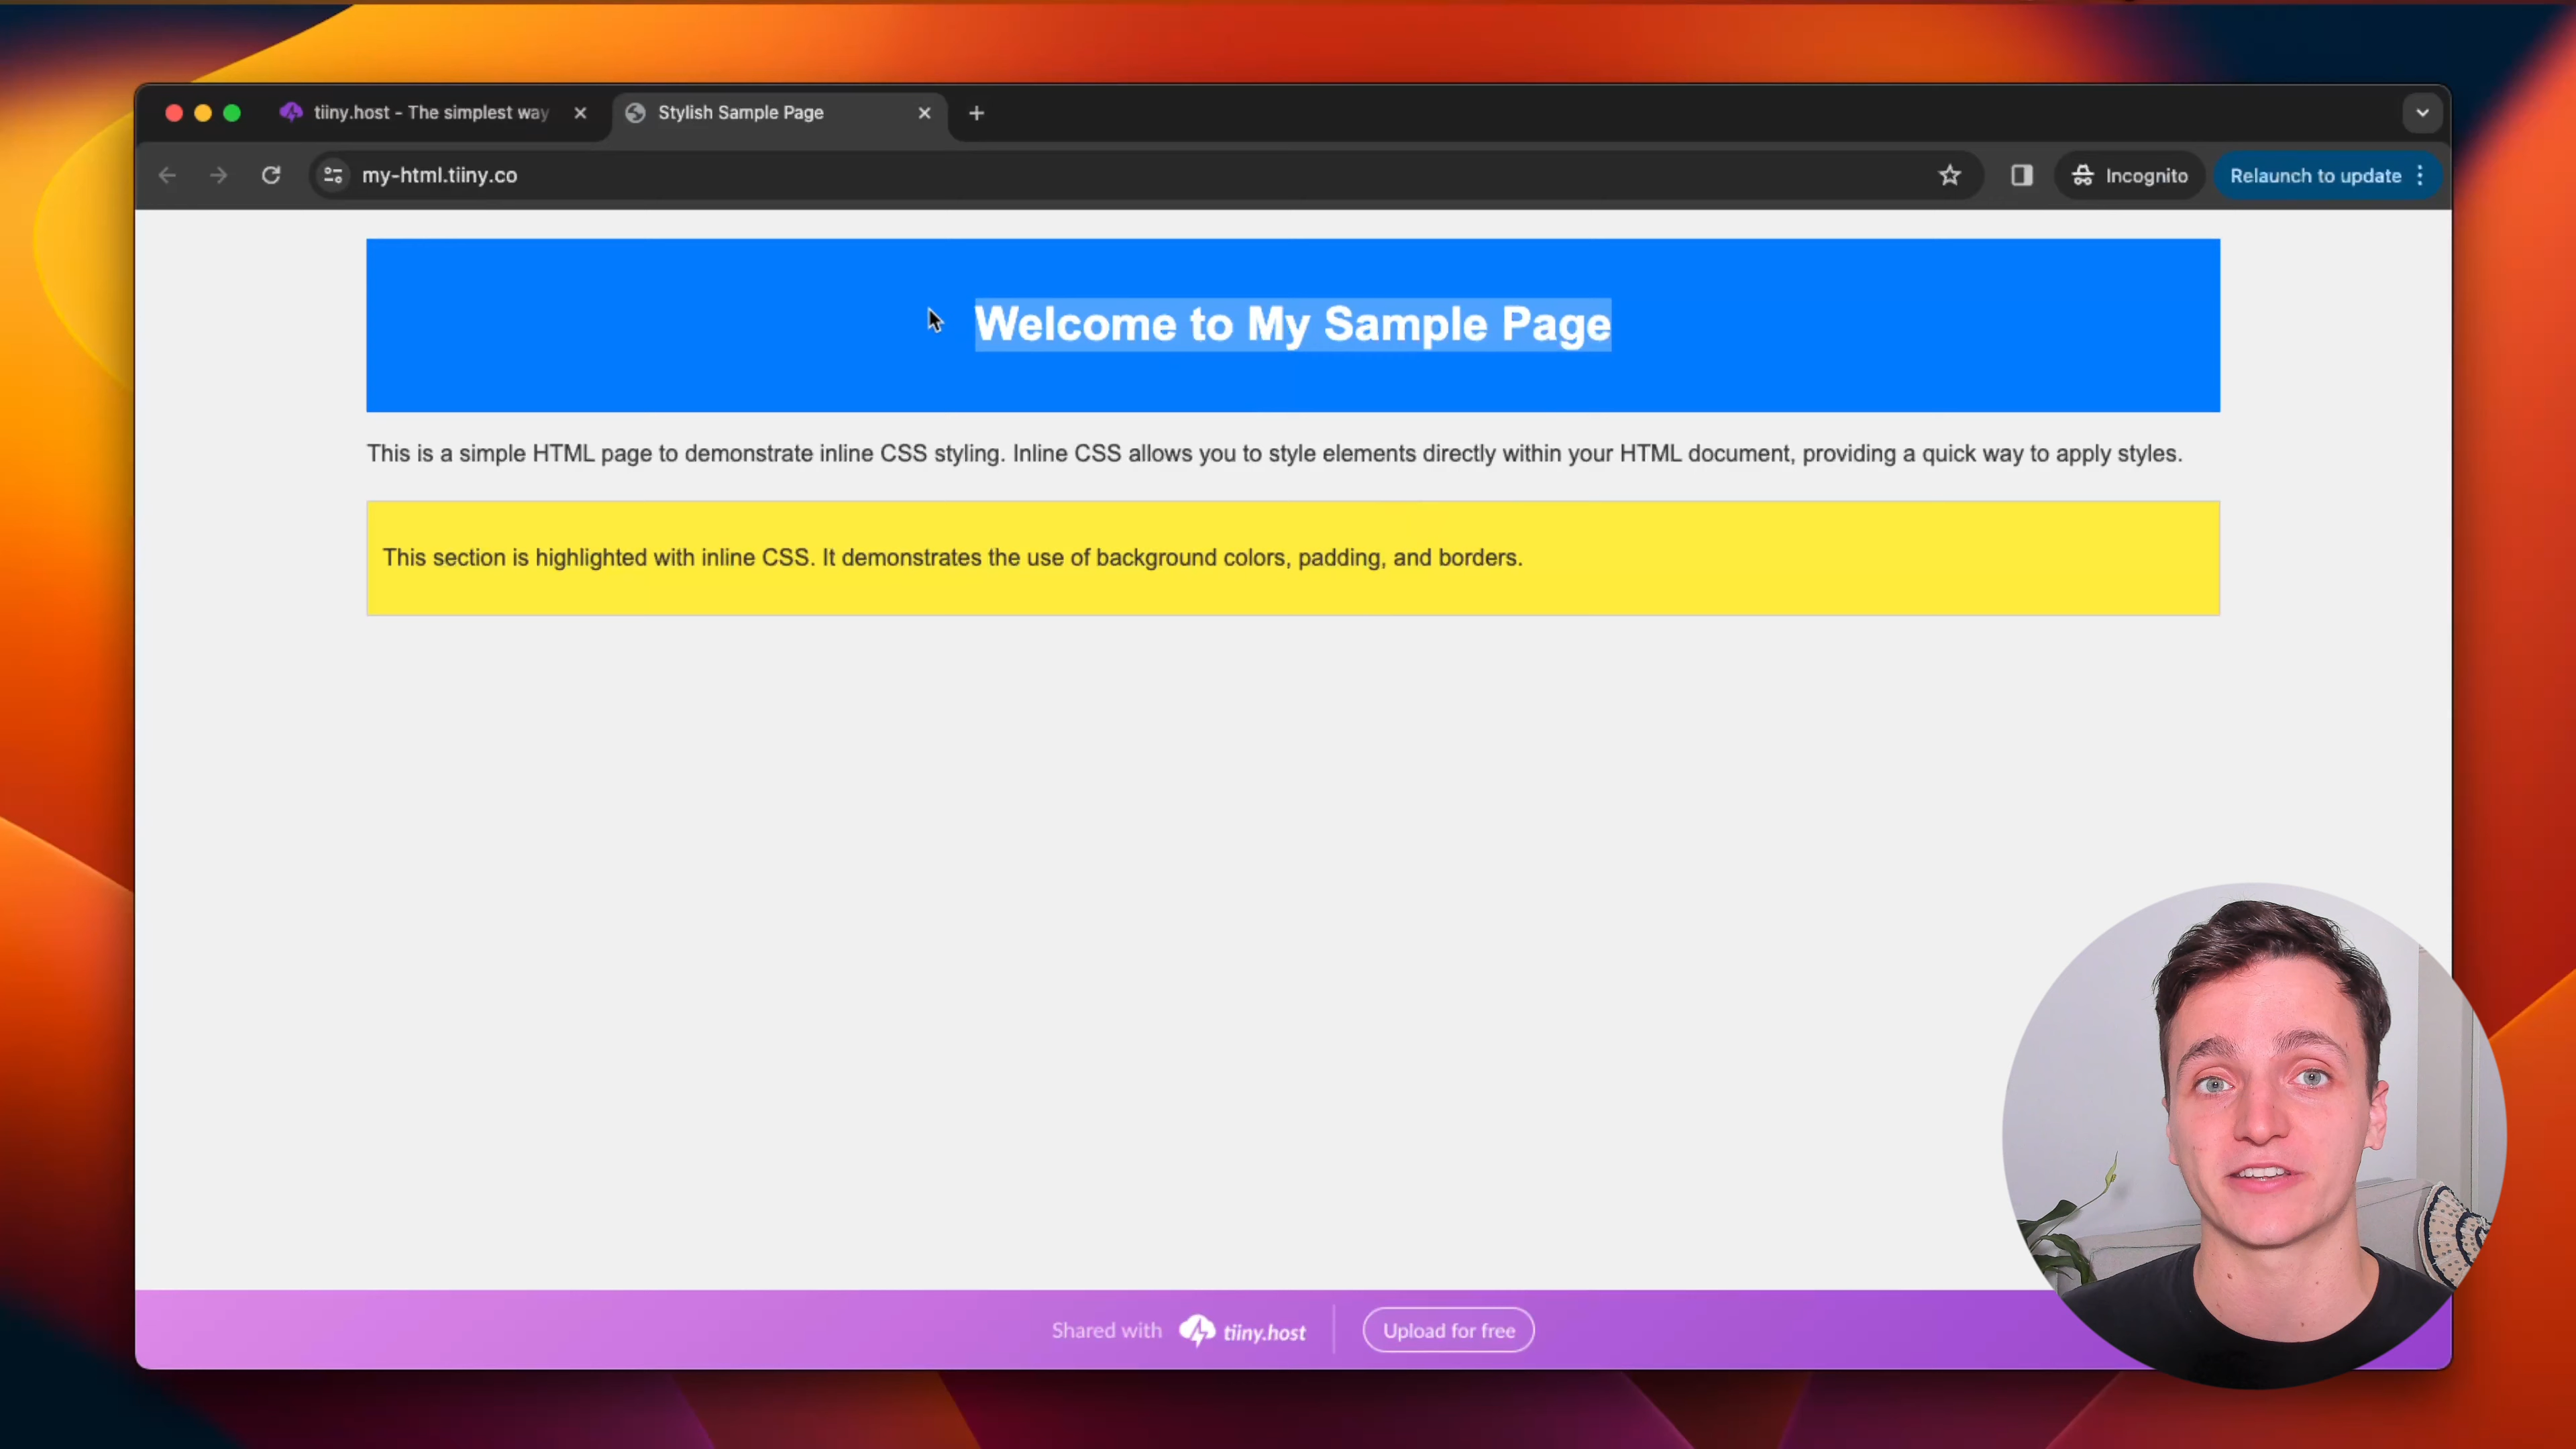 tiiny.host - The simplest way
Stylish Sample Page
my-html.tiiny.co
Incognito
Relaunch to update
Welcome to My Sample Page
This is a simple HTML page to demonstrate inline CSS styling. Inline CSS allows you to style elements directly within your HTML document, providing a quick way to apply styles.
This section is highlighted with inline CSS. It demonstrates the use of background colors, padding, and borders.
Shared with tiiny.host Upload for free